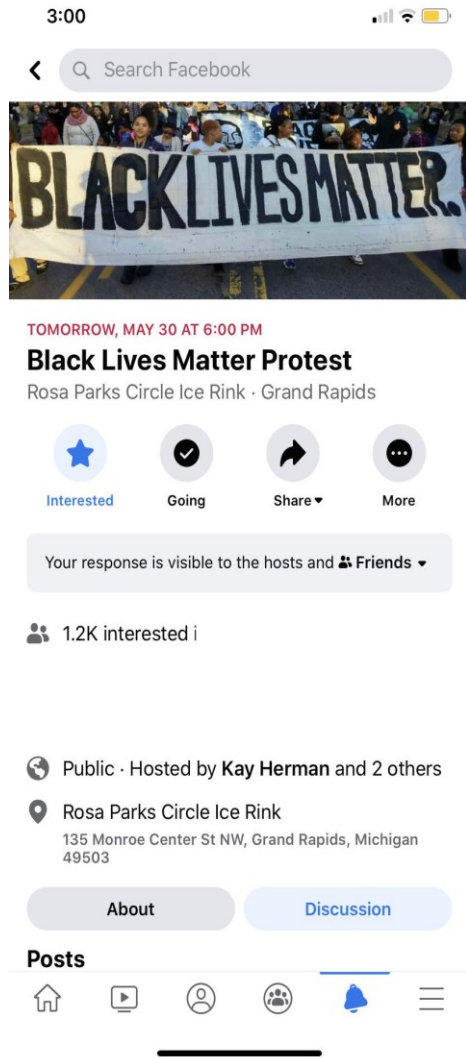 3:00
Search Facebook
BLACK LIVES MATTER.
TOMORROW, MAY 30 AT 6:00 PM
Black Lives Matter Protest
Rosa Parks Circle Ice Rink · Grand Rapids
Interested
Going
Share
More
Your response is visible to the hosts and Friends
1.2K interested i
Public · Hosted by Kay Herman and 2 others
Rosa Parks Circle Ice Rink
135 Monroe Center St NW, Grand Rapids, Michigan
49503
About
Discussion
Posts